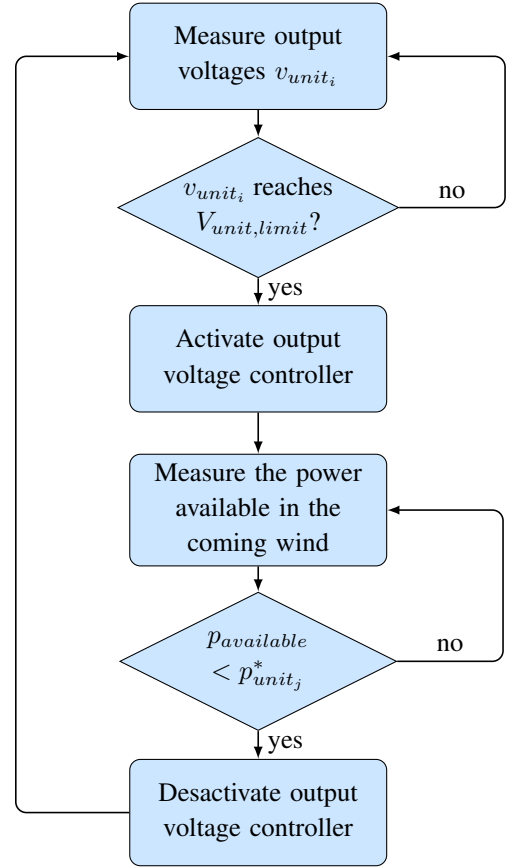 Measure output
voltages $v_{unit_i}$
$v_{unit_i}$ reaches
$V_{unit,limit}$?
no
yes
Activate output
voltage controller
Measure the power
available in the
coming wind
$p_{available}$
$< p^*_{unit_j}$
no
yes
Desactivate output
voltage controller